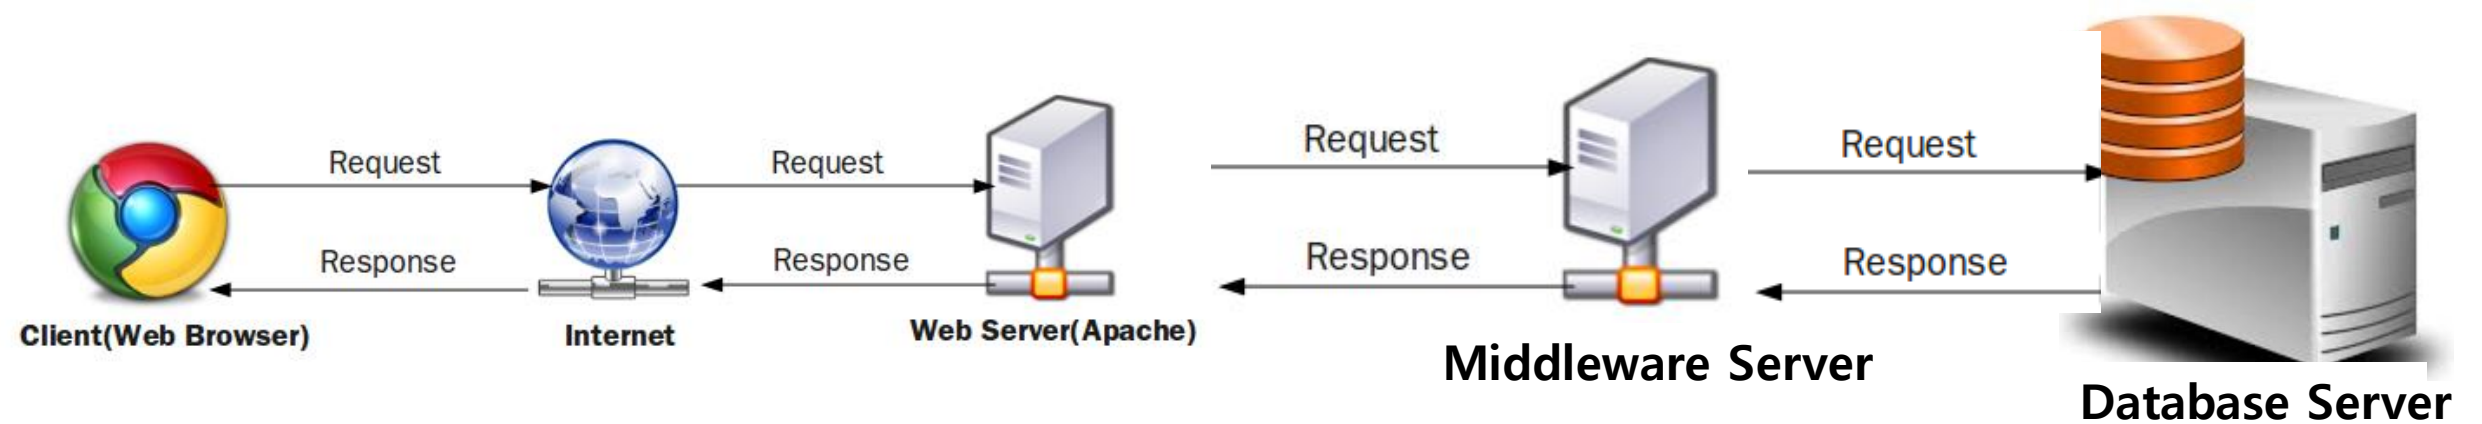 Request
Request
Request
Request
Response
Response
Response
Response
Client(Web Browser)
Internet
Web Server(Apache)
Middleware Server
Database Server